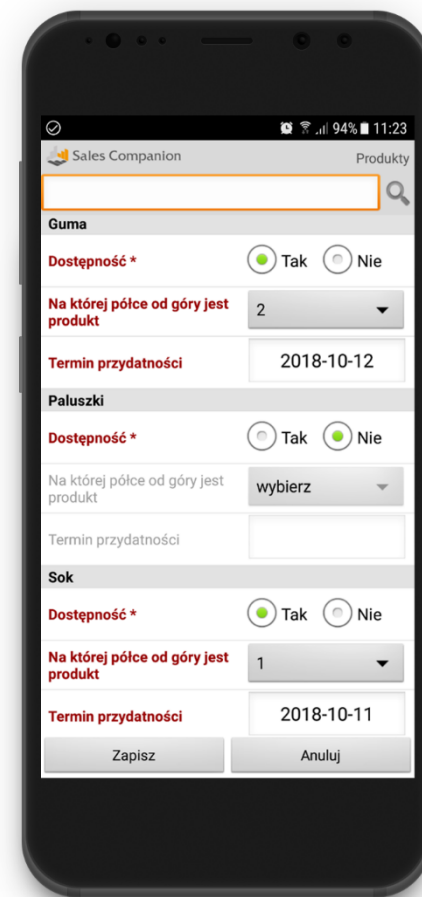 94% 11:23
Sales Companion
Produkty
Guma
Dostępność * Tak Nie
Na której półce od góry jest
produkt
2
Termin przydatności 2018-10-12
Paluszki
Dostępność * Tak Nie
Na której półce od góry jest
produkt
wybierz
Termin przydatności
Sok
Dostępność * Tak Nie
Na której półce od góry jest
produkt
1
Termin przydatności 2018-10-11
Zapisz Anuluj